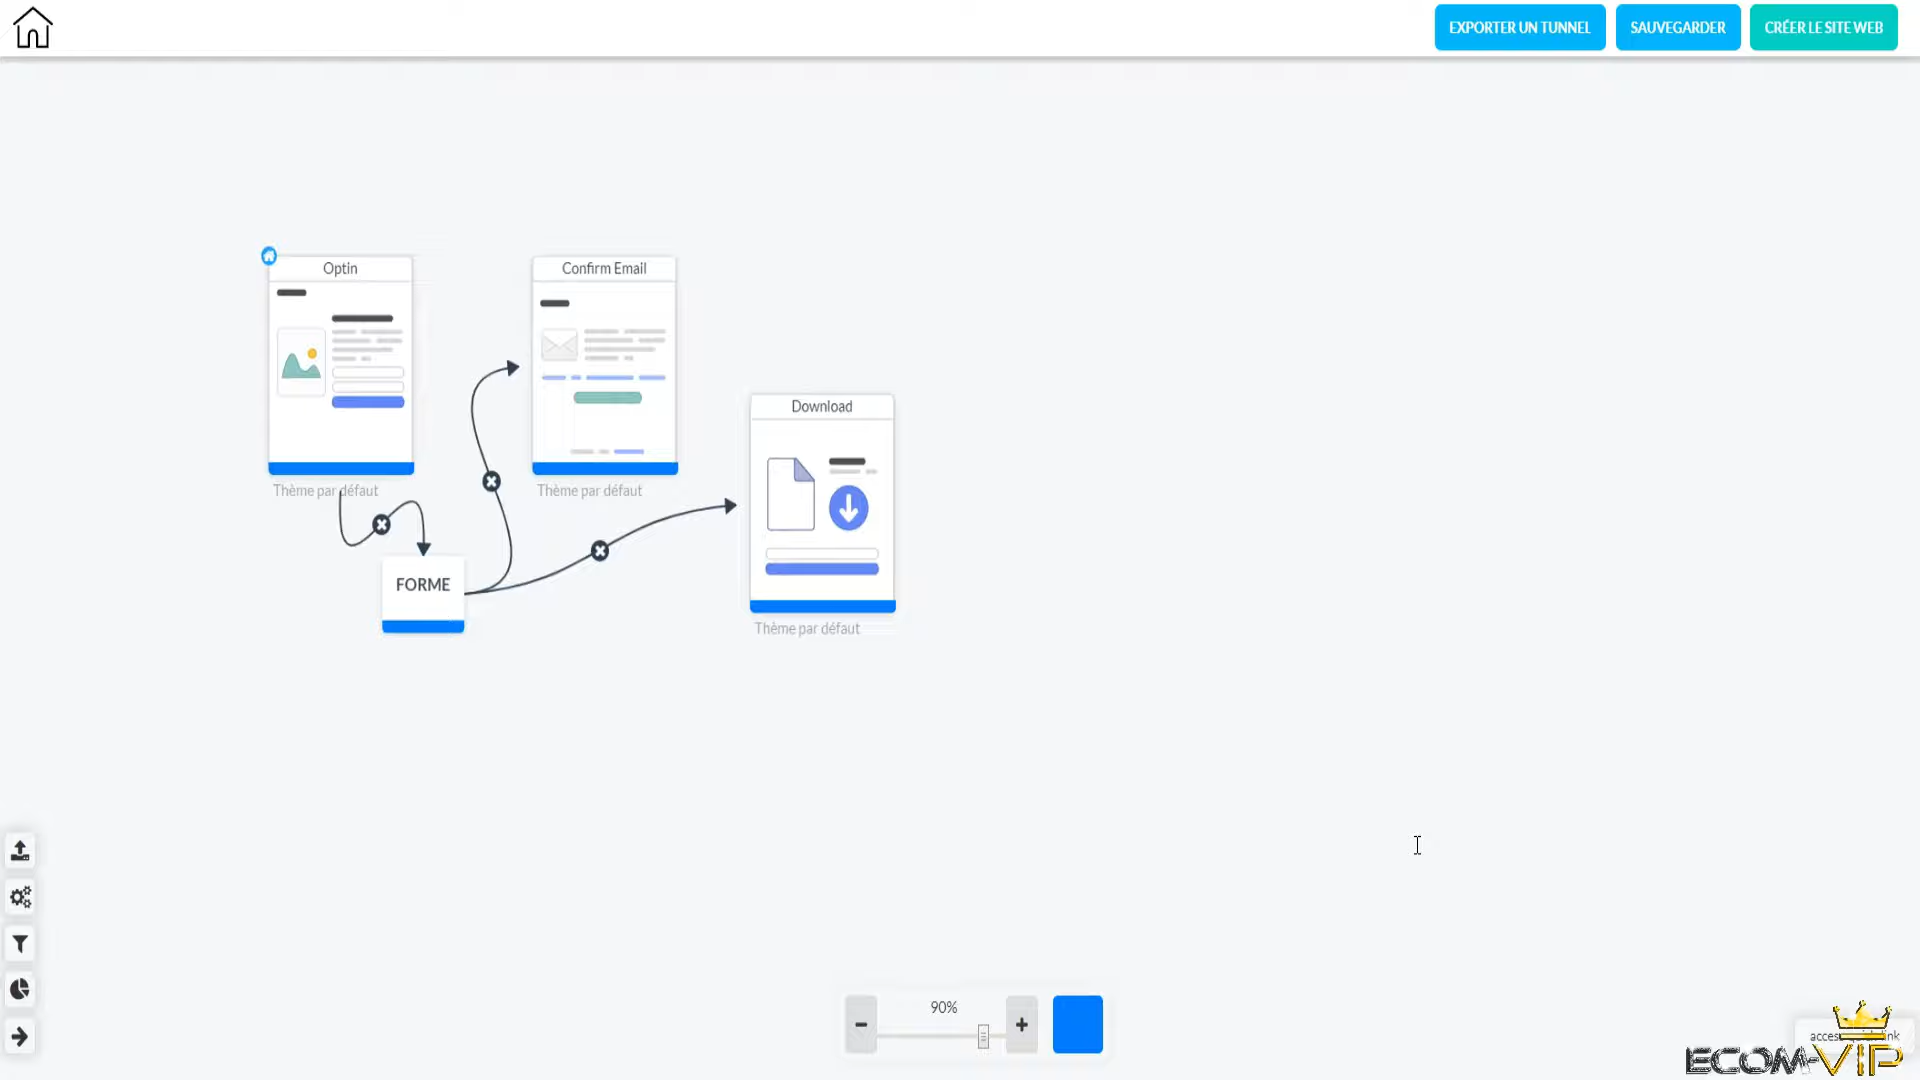 EXPORTER UN TUNNEL
SAUVEGARDER
CRÉER LE SITE WEB
Optin
Confirm Email
Download
Thème par défaut
Thème par défaut
FORME
Thème par défaut
90%
ECOM-VIP